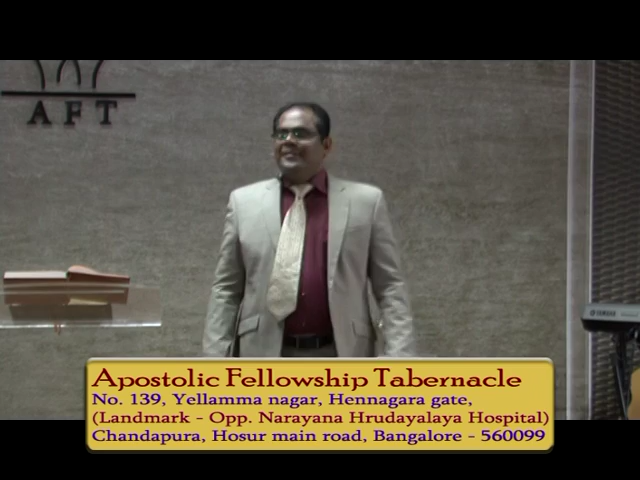 AFT
YAMAHA
Apostolic Fellowship Tabernacle
No. 139, Yellamma nagar, Hennagara gate,
(Landmark - Opp. Narayana Hrudayalaya Hospital)
Chandapura, Hosur main road, Bangalore - 560099